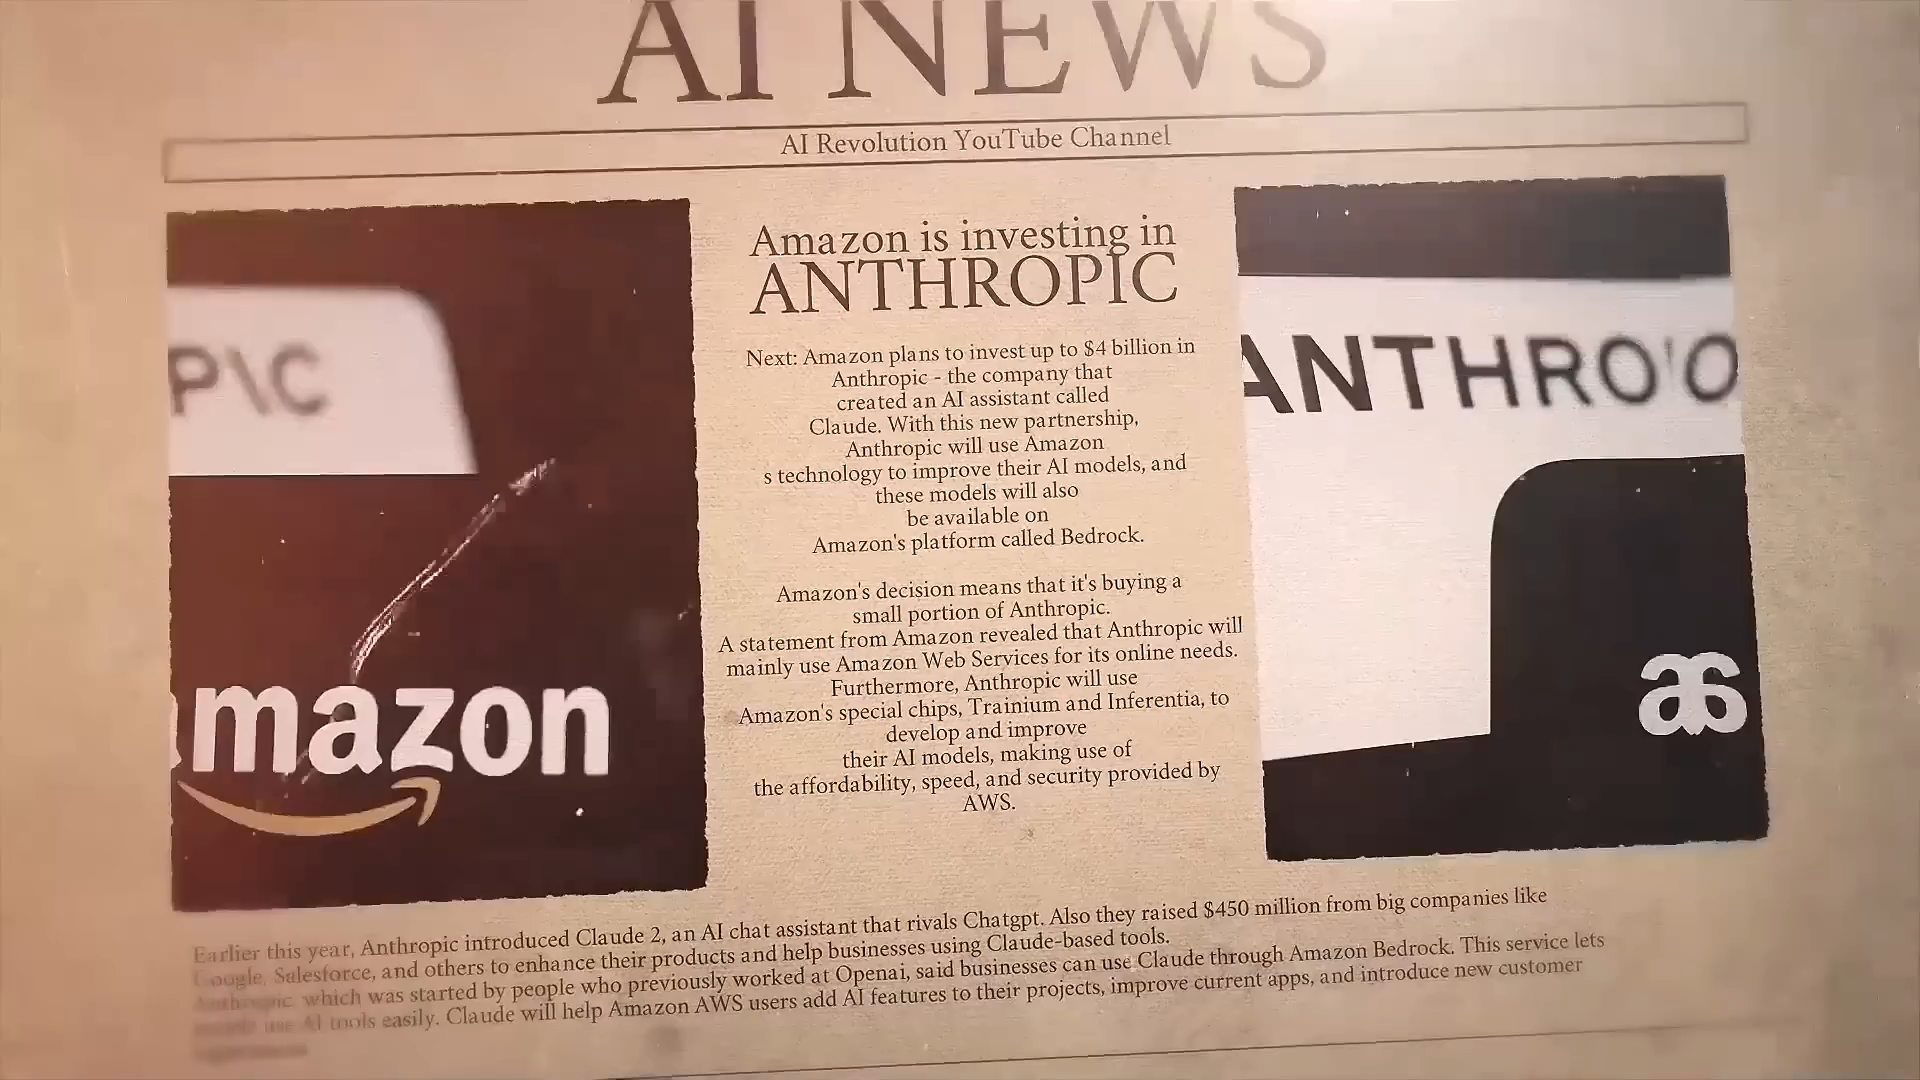 AI NEWS
AI Revolution YouTube Channel
P\C
mazon
Amazon is investing in
ANTHROPIC
Next: Amazon plans to invest up to $4 billion in
Anthropic - the company that
created an AI assistant called
Claude. With this new partnership,
Anthropic will use Amazon
s technology to improve their AI models, and
these models will also
be available on
Amazon's platform called Bedrock.
Amazon's decision means that it's buying a
small portion of Anthropic.
A statement from Amazon revealed that Anthropic will
mainly use Amazon Web Services for its online needs.
Furthermore, Anthropic will use
Amazon's special chips, Trainium and Inferentia, to
develop and improve
their AI models, making use of
the affordability, speed, and security provided by
AWS.
ANTHRO
Earlier this year, Anthropic introduced Claude 2, an AI chat assistant that rivals Chatgpt. Also they raised $450 million from big companies like
Google, Salesforce, and others to enhance their products and help businesses using Claude-based tools.
Anthropic, which was started by people who previously worked at Openai, said businesses can use Claude through Amazon Bedrock. This service lets
people use AI tools easily. Claude will help Amazon AWS users add AI features to their projects, improve current apps, and introduce new customer